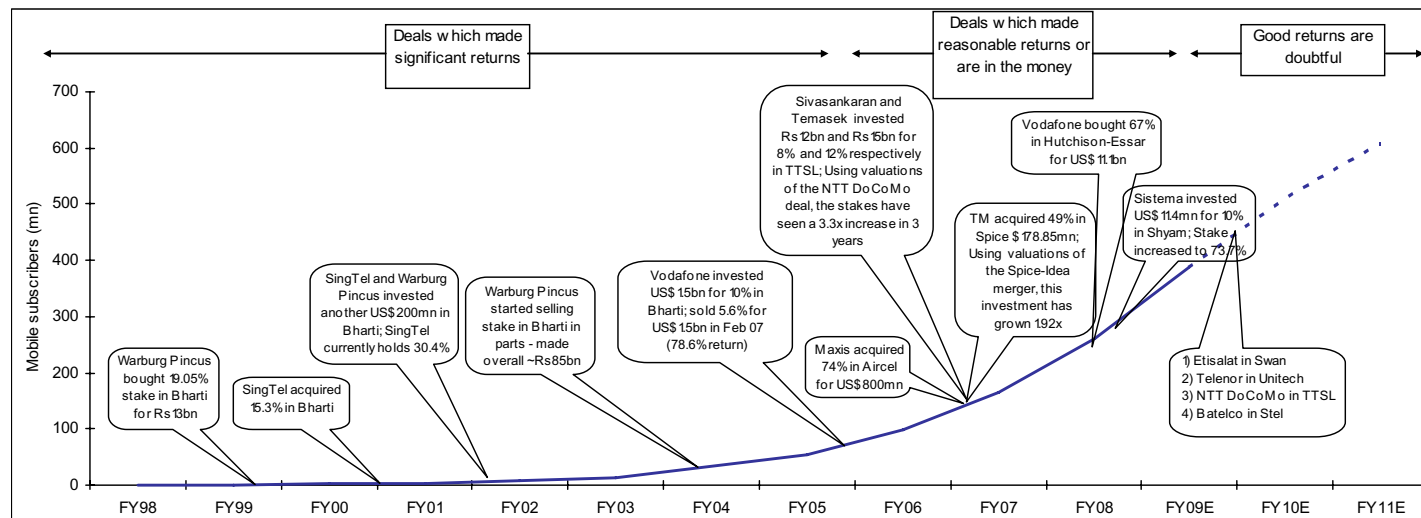 Deals which made
significant returns
Deals which made
reasonable returns or
are in the money
Good returns are
doubtful
Mobile subscribers (mn)
700
600
500
400
300
200
100
0
Warburg Pincus
bought 19.05%
stake in Bharti
for Rs13bn
SingTel acquired
15.3% in Bharti
SingTel and Warburg
Pincus invested
another US$200mn in
Bharti; SingTel
currently holds 30.4%
Warburg Pincus
started selling
stake in Bharti in
parts - made
overall ~Rs85bn
Vodafone invested
US$1.5bn for 10% in
Bharti; sold 5.6% for
US$1.5bn in Feb 07
(78.6% return)
Sivasankaran and
Temasek invested
Rs12bn and Rs15bn for
8% and 12% respectively
in TTSL; Using valuations
of the NTT DoCoMo
deal, the stakes have
seen a 3.3x increase in 3
years
Maxis acquired
74% in Aircel
for US$800mn
TM acquired 49% in
Spice $178.85mn;
Using valuations of
the Spice-Idea
merger, this
investment has
grown 1.92x
Vodafone bought 67%
in Hutchison-Essar
for US$11.1bn
Sistema invested
US$11.4mn for 10%
in Shyam; Stake
increased to 73.7%
1) Etisalat in Swan
2) Telenor in Unitech
3) NTT DoCoMo in TTSL
4) Batelco in Stel
FY98 FY99 FY00 FY01 FY02 FY03 FY04 FY05 FY06 FY07 FY08 FY09E FY10E FY11E